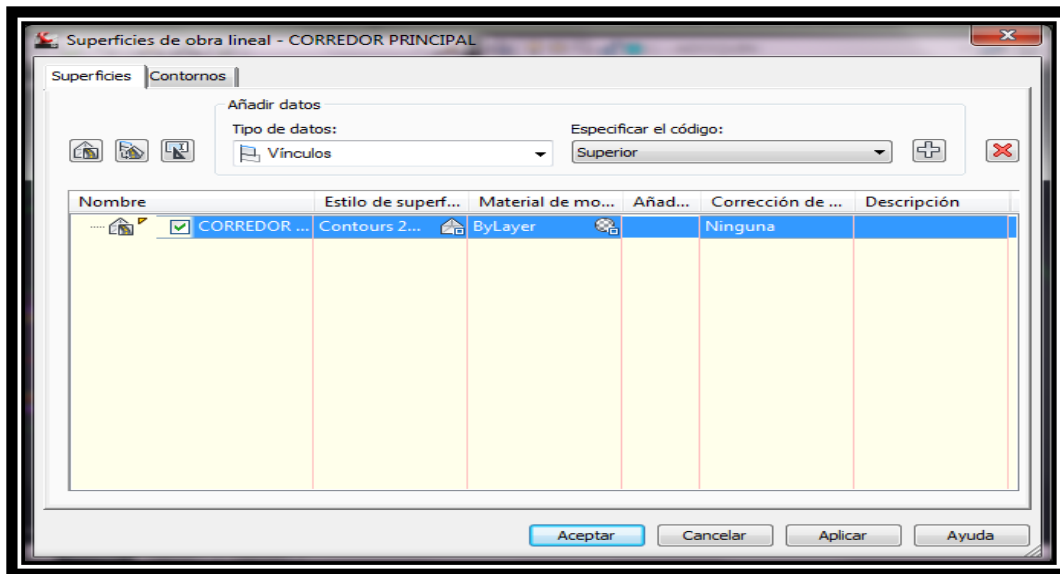 Superficies de obra lineal - CORREDOR PRINCIPAL
Superficies Contornos
Añadir datos
Tipo de datos: Especificar el código:
Vínculos Superior
Nombre Estilo de superf... Material de mo... Añad... Corrección de ... Descripción
CORREDOR ... Contours 2... ByLayer Ninguna
Aceptar Cancelar Aplicar Ayuda